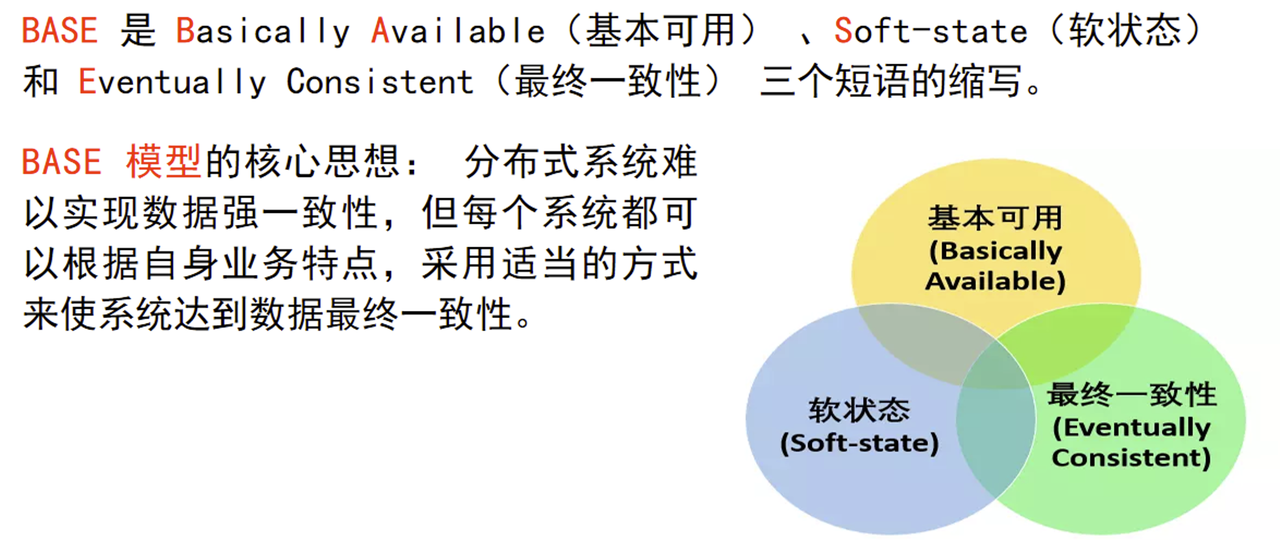 BASE 是 Basically Available（基本可用） 、Soft-state（软状态）
和 Eventually Consistent（最终一致性） 三个短语的缩写。
BASE 模型的核心思想： 分布式系统难
以实现数据强一致性，但每个系统都可
以根据自身业务特点，采用适当的方式
来使系统达到数据最终一致性。
基本可用
(Basically
Available)
软状态
(Soft-state)
最终一致性
(Eventually
Consistent)